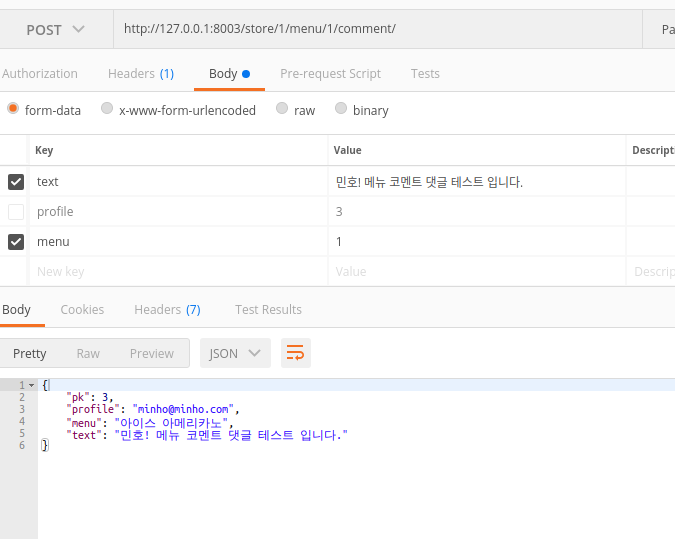 POST http://127.0.0.1:8003/store/1/menu/1/comment/ Pa
Authorization Headers (1) Body Pre-request Script Tests
form-data x-www-form-urlencoded raw binary
Key Value Descript
text 민호! 메뉴 코멘트 댓글 테스트 입니다.
profile 3
menu 1
New key Value Descrip
Body Cookies Headers (7) Test Results
Pretty Raw Preview JSON
1 {
2 "pk": 3,
3 "profile": "minho@minho.com",
4 "menu": "아이스 아메리카노",
5 "text": "민호! 메뉴 코멘트 댓글 테스트 입니다."
6 }